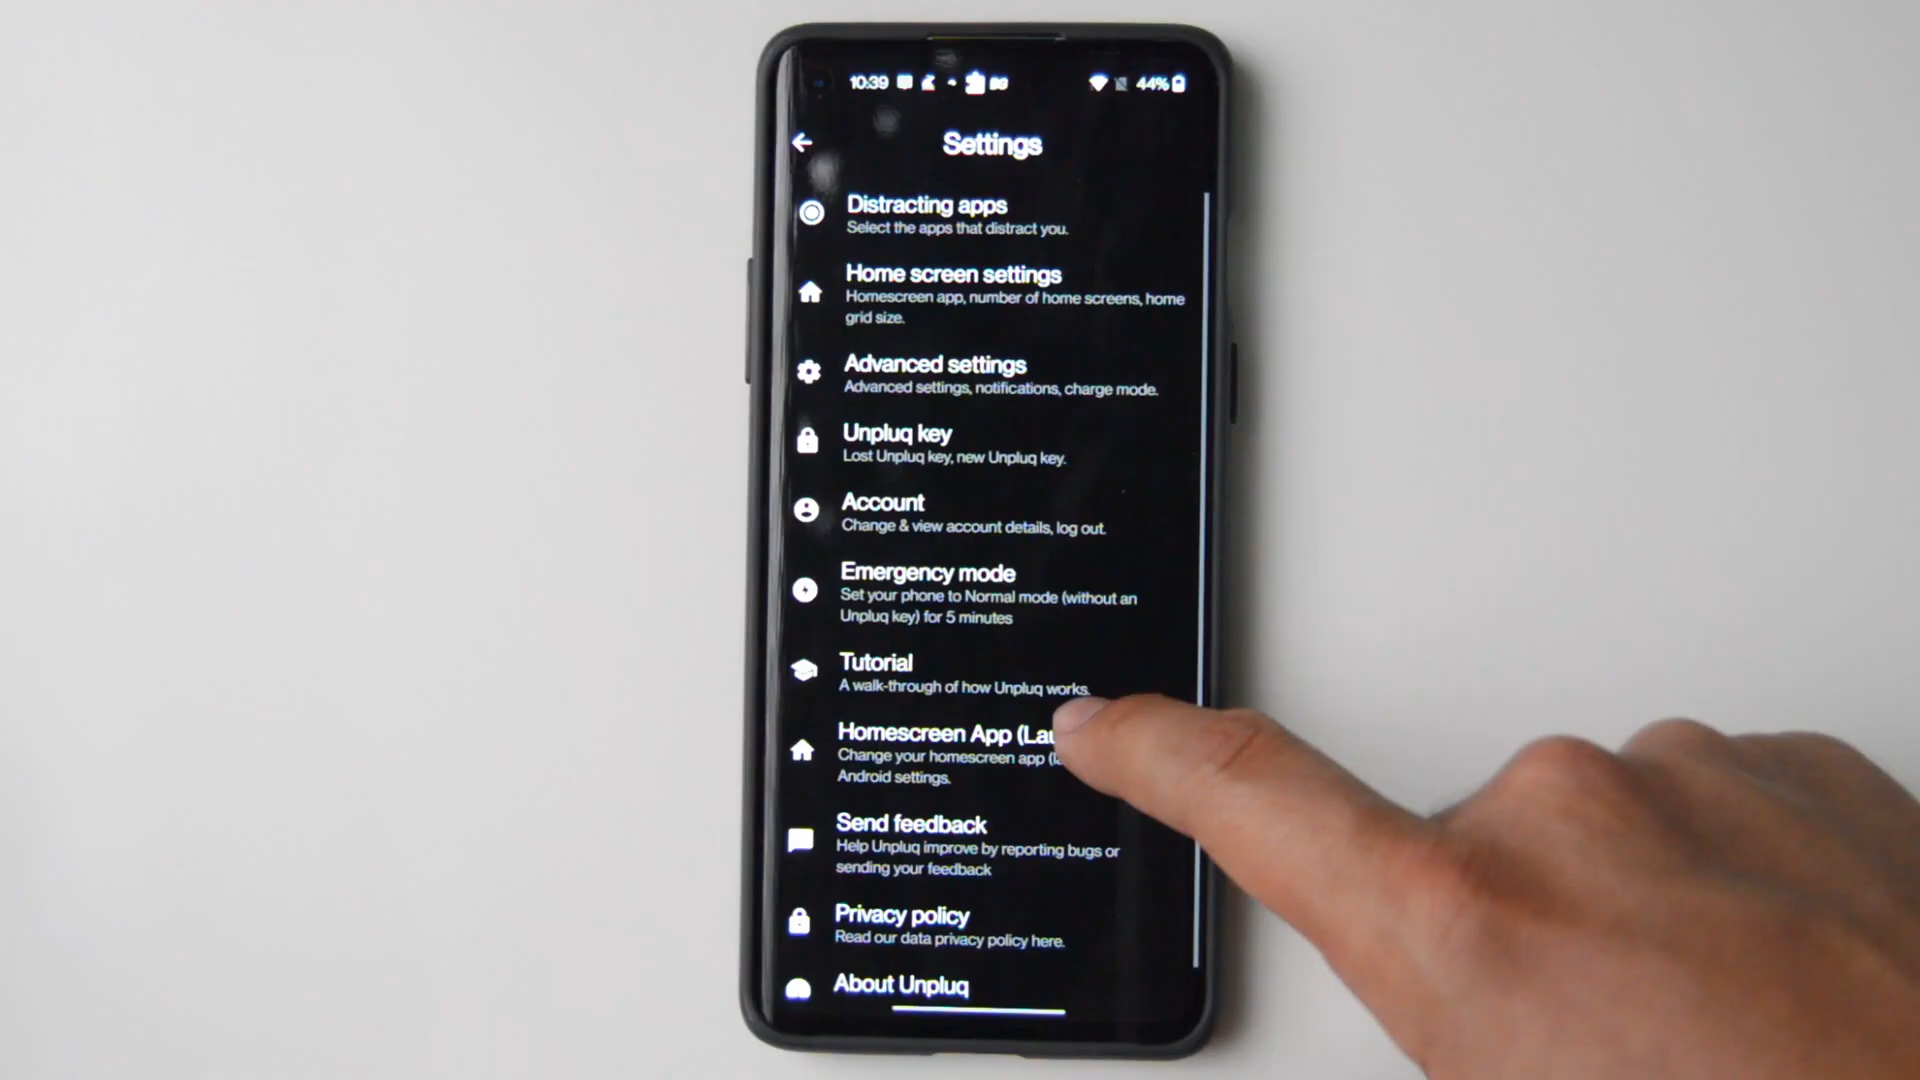 10:39 44%
Settings
Distracting apps
Select the apps that distract you.
Home screen settings
Homescreen app, number of home screens, home
grid size.
Advanced settings
Advanced settings, notifications, charge mode.
Unpluq key
Lost Unpluq key, new Unpluq key.
Account
Change & view account details, log out.
Emergency mode
Set your phone to Normal mode (without an
Unpluq key) for 5 minutes
Tutorial
A walk-through of how Unpluq works.
Homescreen App
Change your homescreen app
Android settings.
Send feedback
Help Unpluq improve by reporting bugs or
sending your feedback
Privacy policy
Read our data privacy policy here.
About Unpluq